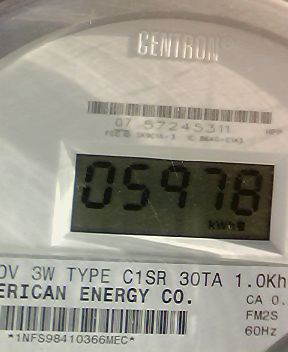 CENTRON®
07 57245311
05978
kWh
0V 3W TYPE C1SR 30TA 1.0Kh
ERICAN ENERGY CO.
CA 0.
FM2S
60Hz
*1NFS98410366MEC*